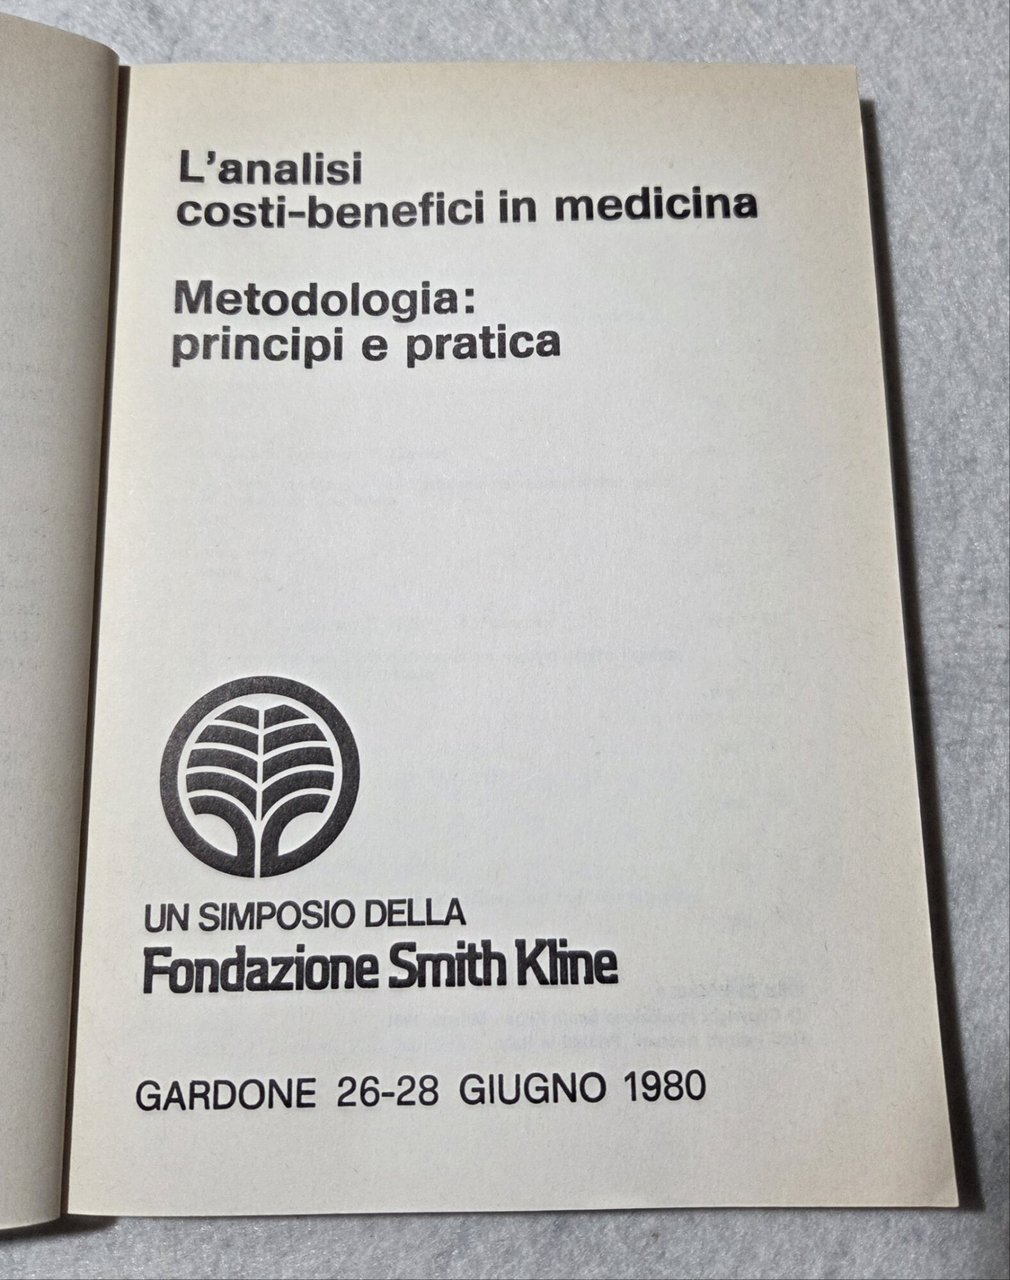 L'analisi
costi-benefici in medicina
Metodologia:
principi e pratica
UN SIMPOSIO DELLA
Fondazione Smith Kline
GARDONE 26-28 GIUGNO 1980